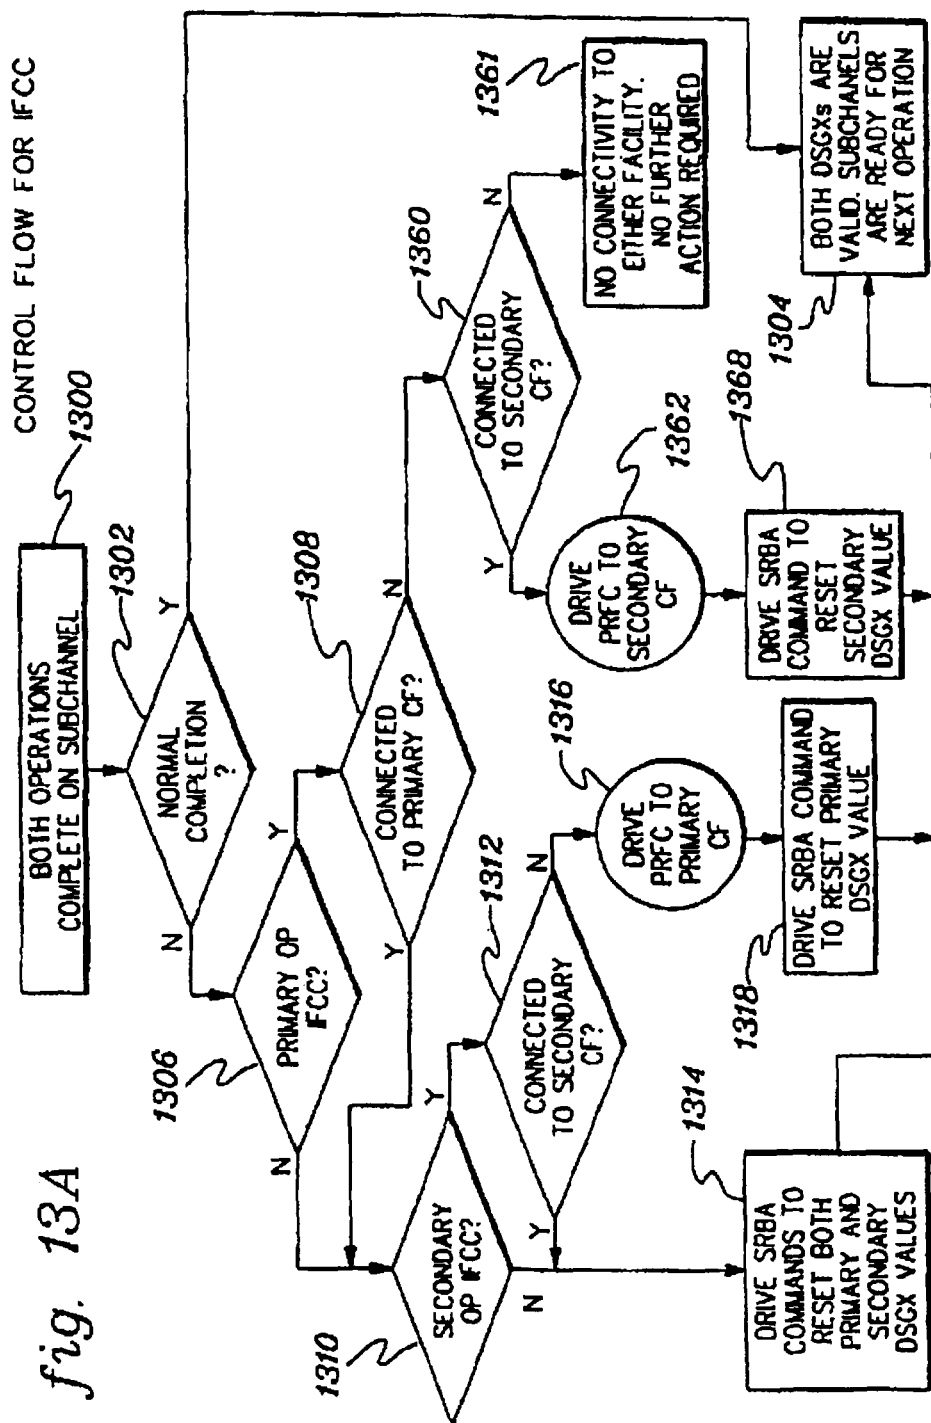 fig. 13A
CONTROL FLOW FOR IFCC
BOTH OPERATIONS
COMPLETE ON SUBCHANNEL
1300
NORMAL
COMPLETION
?
1302
Y
N
PRIMARY OP
IFCC?
1306
Y
N
CONNECTED
TO PRIMARY CF?
1308
Y
N
SECONDARY
OP IFCC?
1310
Y
N
CONNECTED
TO SECONDARY
CF?
1312
Y
N
CONNECTED
TO SECONDARY
CF?
1360
Y
N
NO CONNECTIVITY TO
EITHER FACILITY.
NO FURTHER
ACTION REQUIRED
1361
DRIVE
PRFC TO
PRIMARY
CF
1316
DRIVE
PRFC TO
SECONDARY
CF
1362
DRIVE SRBA
COMMANDS TO
RESET BOTH
PRIMARY AND
SECONDARY
DSGX VALUES
1314
DRIVE SRBA COMMAND
TO RESET PRIMARY
DSGX VALUE
1318
DRIVE SRBA
COMMAND TO
RESET
SECONDARY
DSGX VALUE
1368
BOTH DSGXs ARE
VALID. SUBCHANNELS
ARE READY FOR
NEXT OPERATION
1304